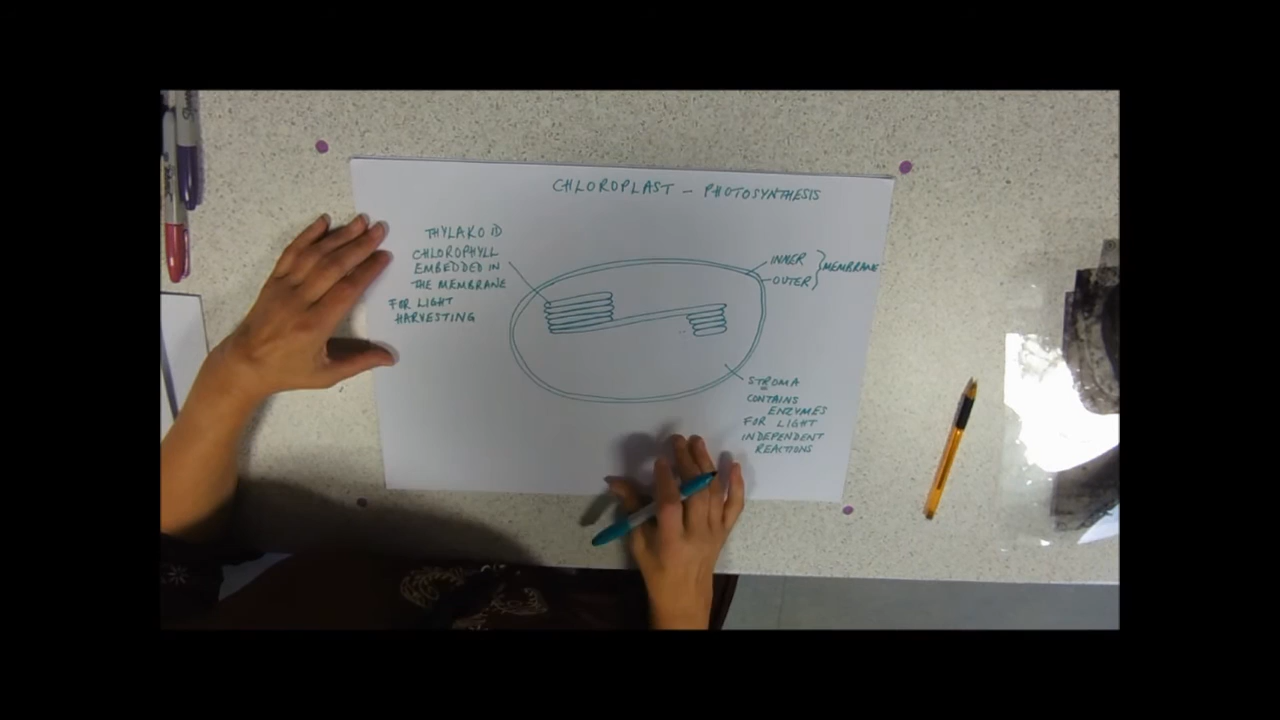 CHLOROPLAST – PHOTOSYNTHESIS
THYLAKOID
CHLOROPHYLL
EMBEDDED IN
THE MEMBRANE
FOR LIGHT
HARVESTING
INNER
OUTER
MEMBRANE
STROMA
CONTAINS
ENZYMES
FOR LIGHT
INDEPENDENT
REACTIONS